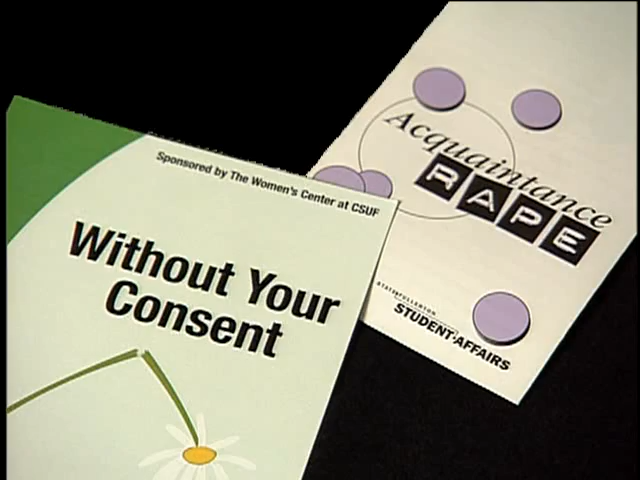 Sponsored by The Women's Center at CSUF
Without Your
Consent
Acquaintance
RAPE
STATE FULLERTON
STUDENT AFFAIRS